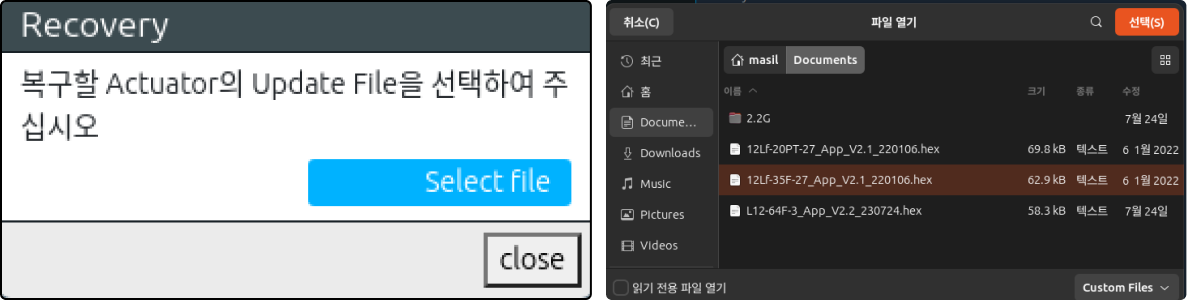 Recovery
복구할 Actuator의 Update File을 선택하여 주
십시오
Select file
close
취소(C)
파일 열기
선택(S)
최근
홈
Docume...
Downloads
Music
Pictures
Videos
masil Documents
이름 크기 종류 수정
2.2G 7월 24일
12Lf-20PT-27_App_V2.1_220106.hex 69.8 kB 텍스트 6 1월 2022
12Lf-35F-27_App_V2.1_220106.hex 62.9 kB 텍스트 6 1월 2022
L12-64F-3_App_V2.2_230724.hex 58.3 kB 텍스트 7월 24일
읽기 전용 파일 열기
Custom Files